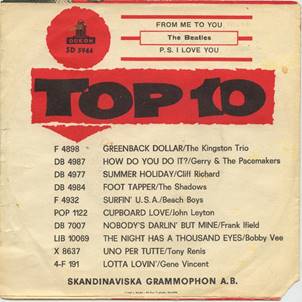 FROM ME TO YOU
The Beatles
P.S. I LOVE YOU
ODEON
SD 5944
TOP 10
F 4898 GREENBACK DOLLAR/The Kingston Trio
DB 4987 HOW DO YOU DO IT?/Gerry & The Pacemakers
DB 4977 SUMMER HOLIDAY/Cliff Richard
DB 4984 FOOT TAPPER/The Shadows
F 4932 SURFIN' U.S.A./Beach Boys
POP 1122 CUPBOARD LOVE/John Leyton
DB 7007 NOBODY'S DARLIN' BUT MINE/Frank Ifield
LIB 10069 THE NIGHT HAS A THOUSAND EYES/Bobby Vee
X 8637 UNO PER TUTTE/Tony Renis
4-F 191 LOTTA LOVIN'/Gene Vincent
SKANDINAVISKA GRAMMOPHON A.B.